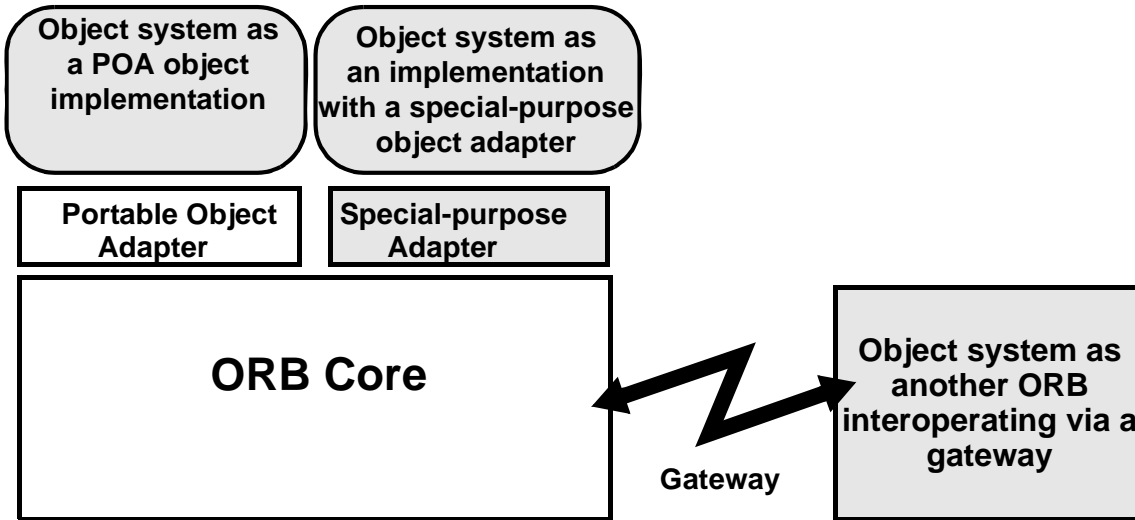 Object system as
a POA object
implementation
Object system as
an implementation
with a special-purpose
object adapter
Portable Object
Adapter
Special-purpose
Adapter
ORB Core
Gateway
Object system as
another ORB
interoperating via a
gateway